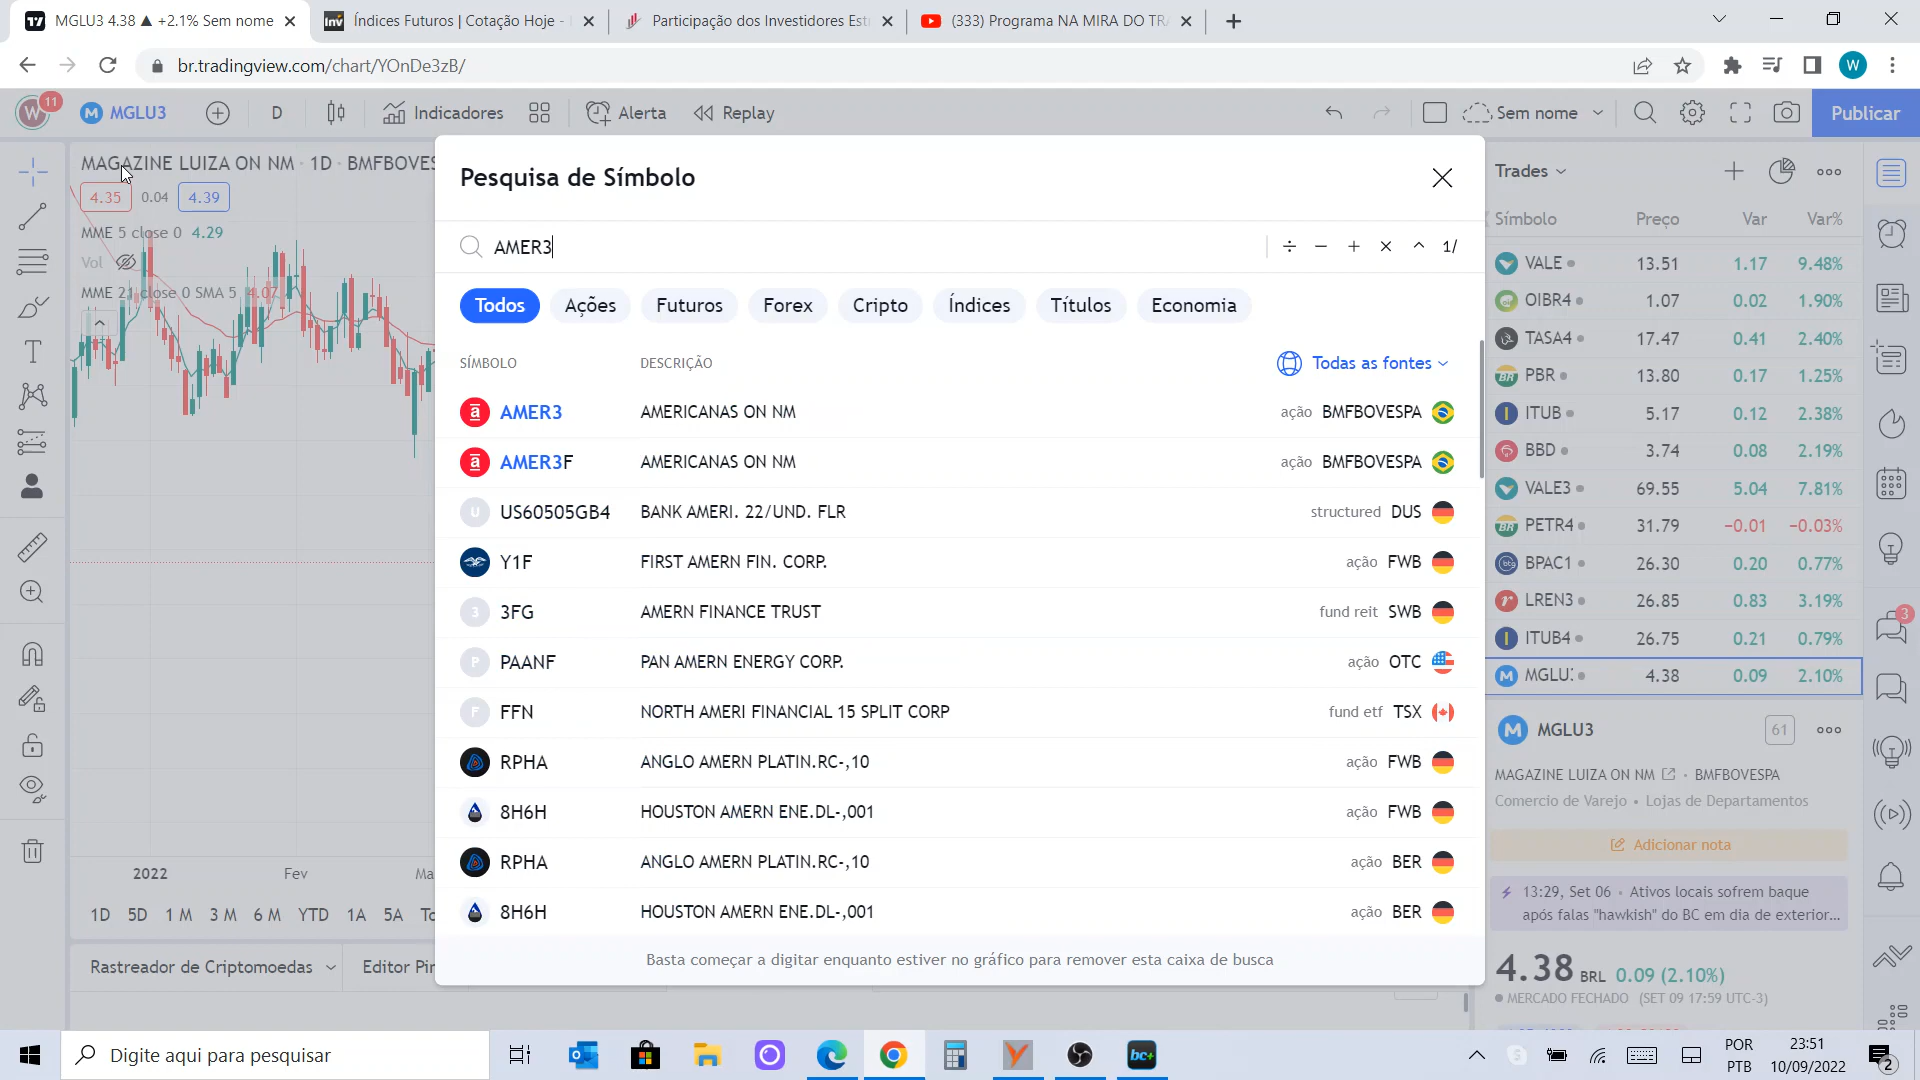 MGLU3 4.38 ▲ +2.1% Sem nome
Índices Futuros | Cotação Hoje -
Participação dos Investidores Est
(333) Programa NA MIRA DO TRA
br.tradingview.com/chart/YOnDe3zB/
W
W
11
MGLU3
D
Indicadores
Alerta
Replay
Sem nome
Publicar
MAGAZINE LUIZA ON NM · 1D · BMFBOVES
4.35
0.04
4.39
MME 5 close 0 4.29
Vol
MME 21 close 0 SMA 5 4.07
2022
Fev
Ma
1D 5D 1M 3M 6M YTD 1A 5A To
Rastreador de Criptomoedas
Editor Pin
Pesquisa de Símbolo
AMER3
÷ − + × ^ 1/
Todos
Ações
Futuros
Forex
Cripto
Índices
Títulos
Economia
SÍMBOLO
DESCRIÇÃO
Todas as fontes
AMER3 AMERICANAS ON NM ação BMFBOVESPA
AMER3F AMERICANAS ON NM ação BMFBOVESPA
U US60505GB4 BANK AMERI. 22/UND. FLR structured DUS
Y1F FIRST AMERN FIN. CORP. ação FWB
3 3FG AMERN FINANCE TRUST fund reit SWB
P PAANF PAN AMERN ENERGY CORP. ação OTC
F FFN NORTH AMERI FINANCIAL 15 SPLIT CORP fund etf TSX
RPHA ANGLO AMERN PLATIN.RC-,10 ação FWB
8H6H HOUSTON AMERN ENE.DL-,001 ação FWB
RPHA ANGLO AMERN PLATIN.RC-,10 ação BER
8H6H HOUSTON AMERN ENE.DL-,001 ação BER
Basta começar a digitar enquanto estiver no gráfico para remover esta caixa de busca
Trades
Símbolo Preço Var Var%
VALE 13.51 1.17 9.48%
OIBR4 1.07 0.02 1.90%
TASA4 17.47 0.41 2.40%
PBR 13.80 0.17 1.25%
ITUB 5.17 0.12 2.38%
BBD 3.74 0.08 2.19%
VALE3 69.55 5.04 7.81%
PETR4 31.79 −0.01 −0.03%
BPAC1 26.30 0.20 0.77%
LREN3 26.85 0.83 3.19%
ITUB4 26.75 0.21 0.79%
MGLU: 4.38 0.09 2.10%
M MGLU3
61
MAGAZINE LUIZA ON NM • BMFBOVESPA
Comercio de Varejo • Lojas de Departamentos
Adicionar nota
13:29, Set 06 • Ativos locais sofrem baque
após falas "hawkish" do BC em dia de exterior...
4.38 BRL 0.09 (2.10%)
MERCADO FECHADO (SET 09 17:59 UTC-3)
3
Digite aqui para pesquisar
bc+
POR
PTB
23:51
10/09/2022
2